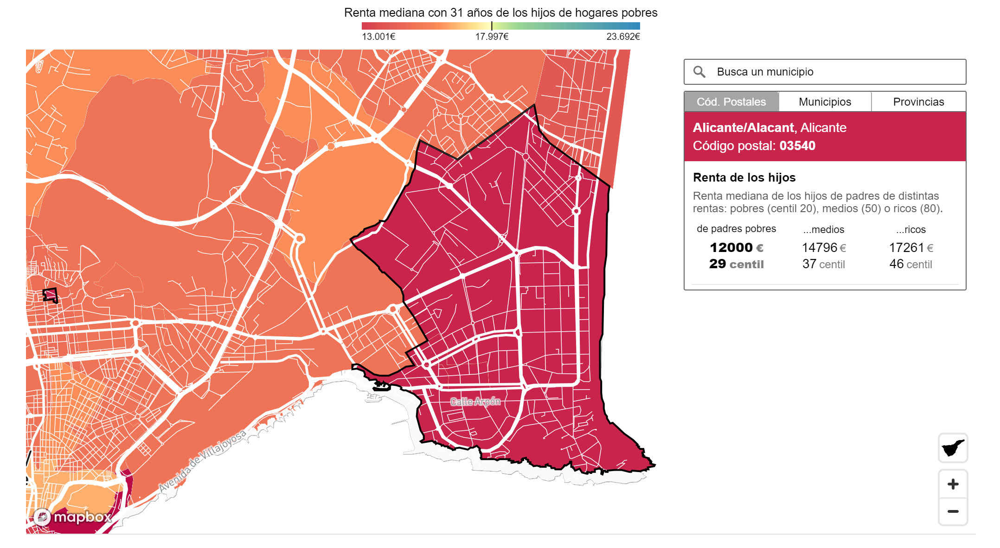 Renta mediana con 31 años de los hijos de hogares pobres
13.001€ 17.997€ 23.692€
Busca un municipio
Cód. Postales Municipios Provincias
Alicante/Alacant, Alicante
Código postal: 03540
Renta de los hijos
Renta mediana de los hijos de padres de distintas
rentas: pobres (centil 20), medios (50) o ricos (80).
de padres pobres ...medios ...ricos
12000 € 14796 € 17261 €
29 centil 37 centil 46 centil
Calle Arpón
Avenida de Villajoyosa
mapbox
+
−